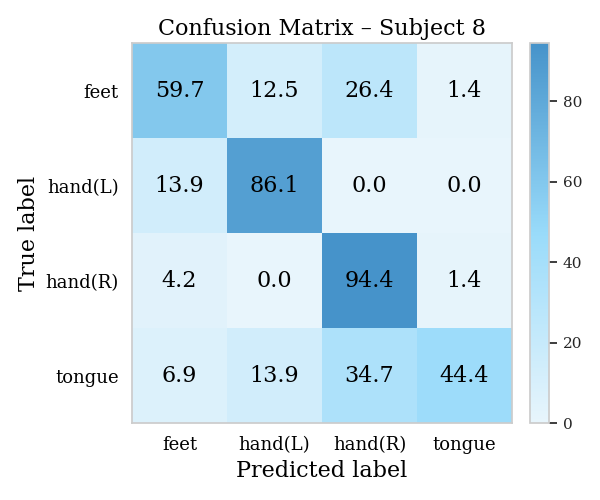 Confusion Matrix – Subject 8
True label
feet 59.7 12.5 26.4 1.4
hand(L) 13.9 86.1 0.0 0.0
hand(R) 4.2 0.0 94.4 1.4
tongue 6.9 13.9 34.7 44.4
feet hand(L) hand(R) tongue
Predicted label
80
60
40
20
0